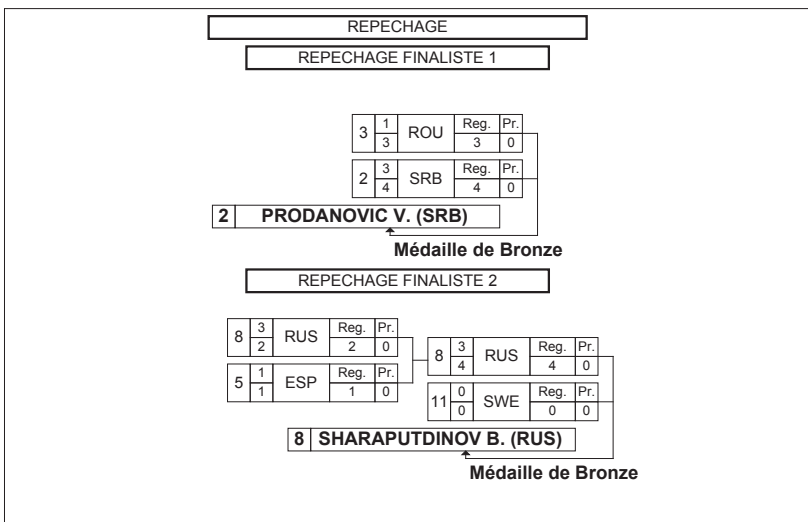 REPECHAGE
REPECHAGE FINALISTE 1
3 1 ROU Reg. Pr.
3 3 0
2 3 SRB Reg. Pr.
4 4 0
2 PRODANOVIC V. (SRB)
Médaille de Bronze
REPECHAGE FINALISTE 2
8 3 RUS Reg. Pr.
2 2 0
8 3 RUS Reg. Pr.
4 4 0
5 1 ESP Reg. Pr.
1 1 0
11 0 SWE Reg. Pr.
0 0 0
8 SHARAPUTDINOV B. (RUS)
Médaille de Bronze